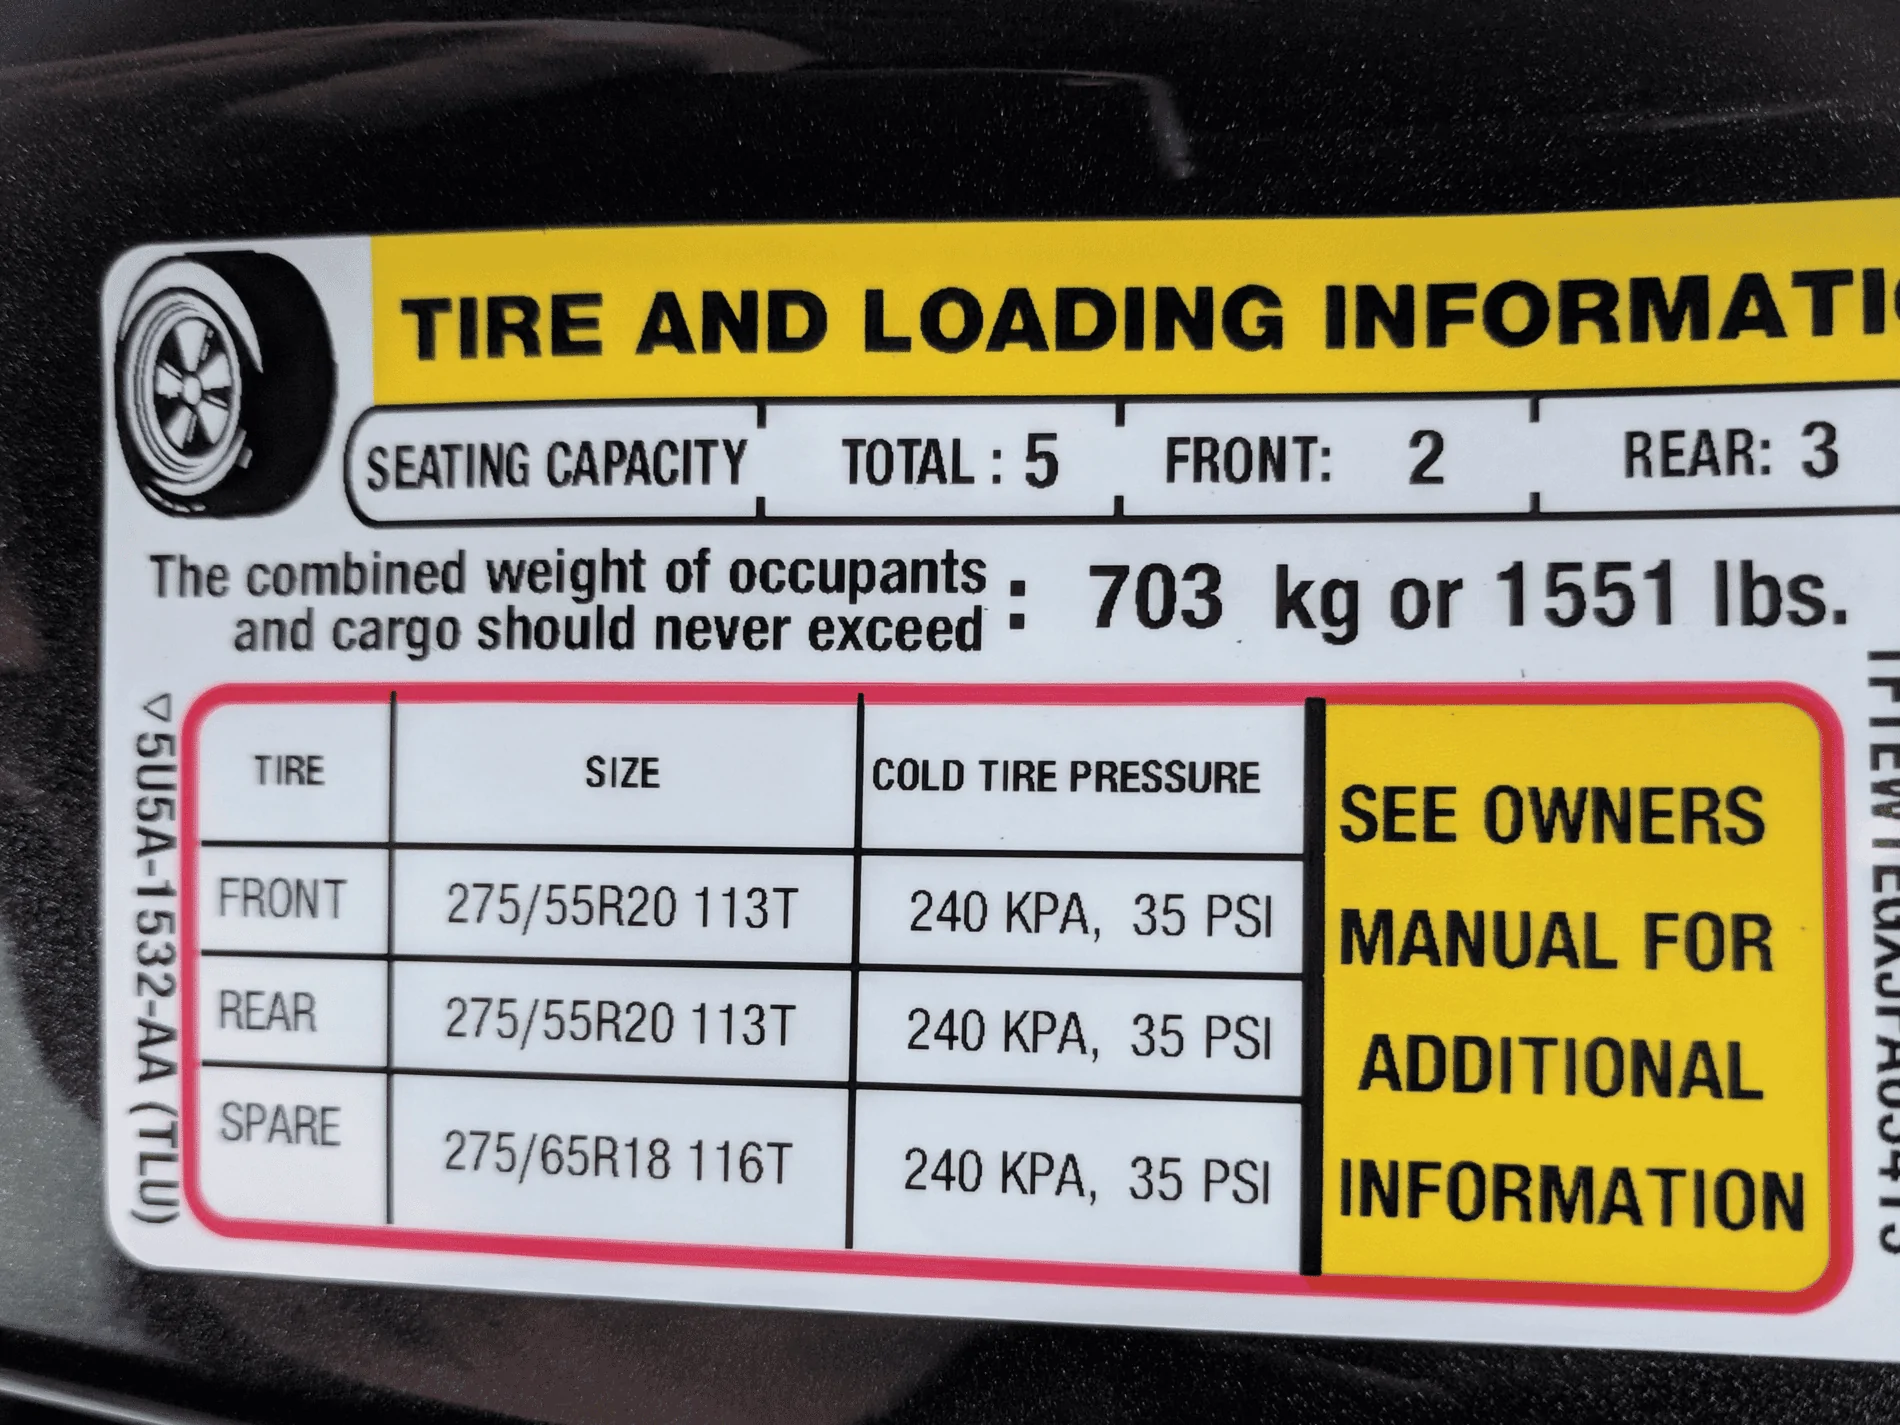 TIRE AND LOADING INFORMATI
SEATING CAPACITY TOTAL : 5 FRONT: 2 REAR: 3
The combined weight of occupants
and cargo should never exceed : 703 kg or 1551 lbs.
TIRE SIZE COLD TIRE PRESSURE
FRONT 275/55R20 113T 240 KPA, 35 PSI
REAR 275/55R20 113T 240 KPA, 35 PSI
SPARE 275/65R18 116T 240 KPA, 35 PSI
SEE OWNERS
MANUAL FOR
ADDITIONAL
INFORMATION
5U5A-1532-AA (TLU)